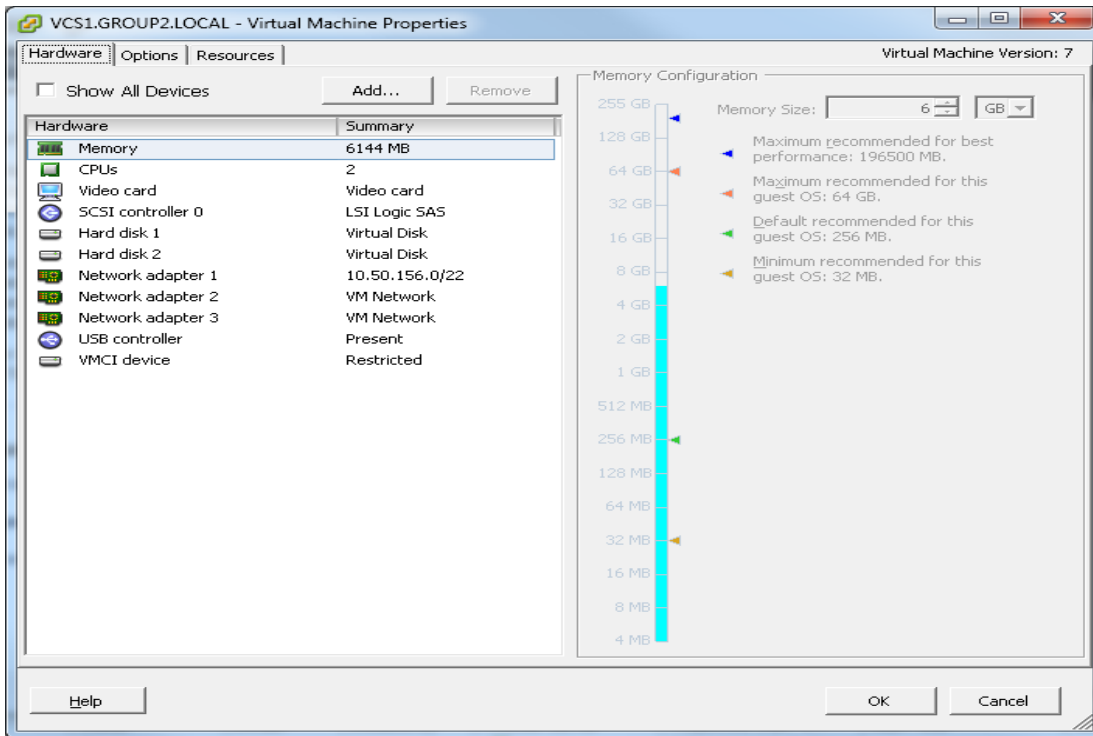 VCS1.GROUP2.LOCAL - Virtual Machine Properties
Hardware Options Resources
Virtual Machine Version: 7
Show All Devices
Add...
Remove
Hardware Summary
Memory 6144 MB
CPUs 2
Video card Video card
SCSI controller 0 LSI Logic SAS
Hard disk 1 Virtual Disk
Hard disk 2 Virtual Disk
Network adapter 1 10.50.156.0/22
Network adapter 2 VM Network
Network adapter 3 VM Network
USB controller Present
VMCI device Restricted
Memory Configuration
255 GB
128 GB
64 GB
32 GB
16 GB
8 GB
4 GB
2 GB
1 GB
512 MB
256 MB
128 MB
64 MB
32 MB
16 MB
8 MB
4 MB
Memory Size: 6 GB
Maximum recommended for best
performance: 196500 MB.
Maximum recommended for this
guest OS: 64 GB.
Default recommended for this
guest OS: 256 MB.
Minimum recommended for this
guest OS: 32 MB.
Help
OK
Cancel